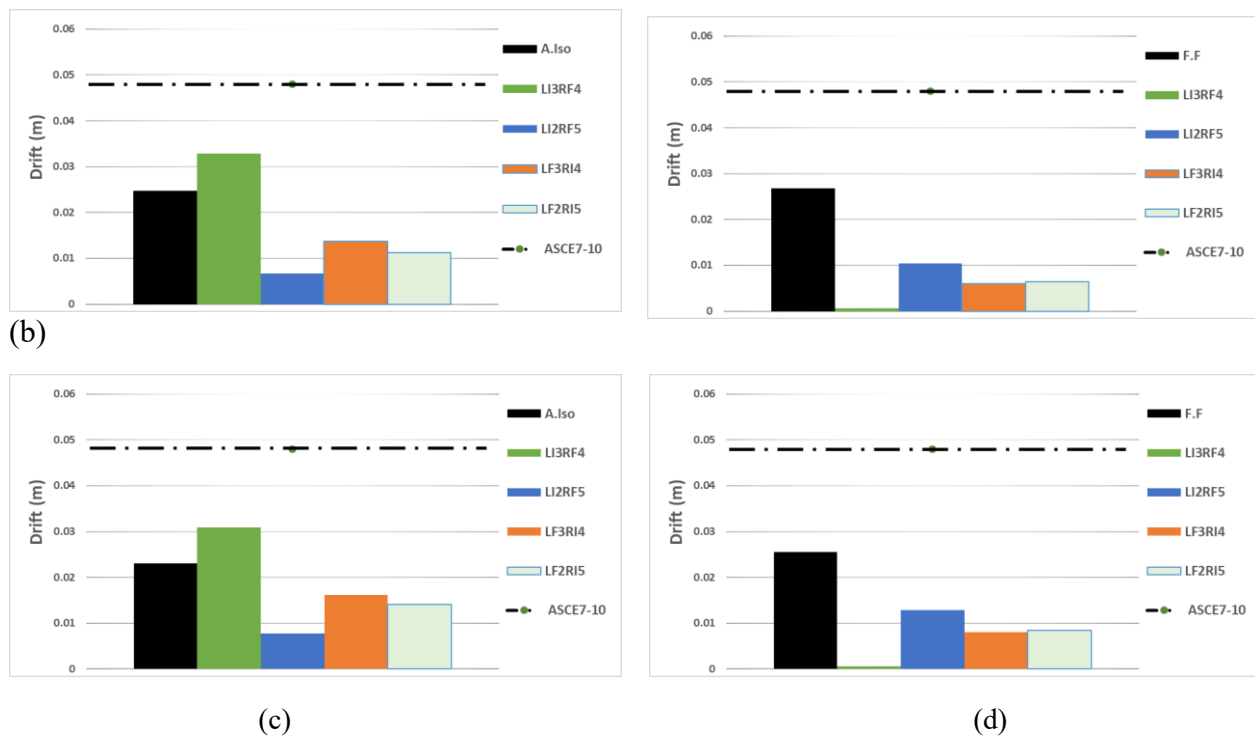 0.06
0.05
0.04
0.03
0.02
0.01
0
Drift (m)
A.Iso
LI3RF4
LI2RF5
LF3RI4
LF2RI5
ASCE7-10
0.06
0.05
0.04
0.03
0.02
0.01
0
Drift (m)
F.F
LI3RF4
LI2RF5
LF3RI4
LF2RI5
ASCE7-10
(b)
0.06
0.05
0.04
0.03
0.02
0.01
0
Drift (m)
A.Iso
LI3RF4
LI2RF5
LF3RI4
LF2RI5
ASCE7-10
0.06
0.05
0.04
0.03
0.02
0.01
0
Drift (m)
F.F
LI3RF4
LI2RF5
LF3RI4
LF2RI5
ASCE7-10
(c)
(d)